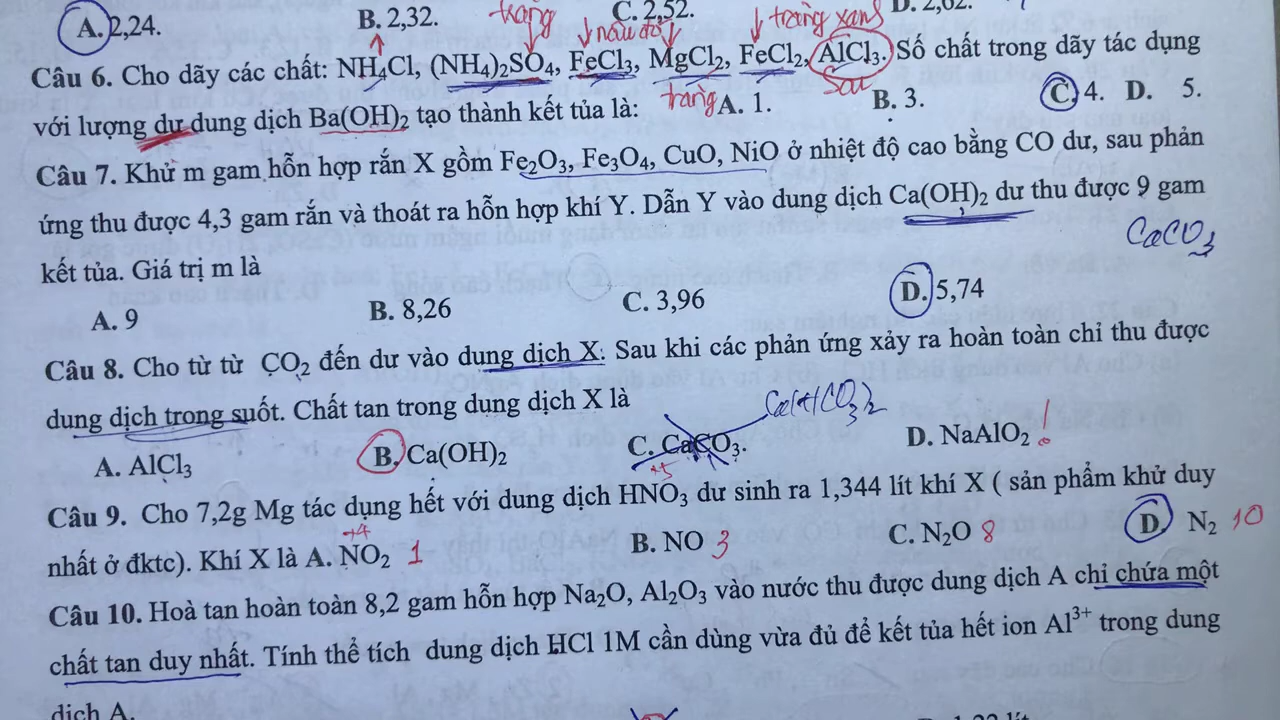 A. 2,24. B. 2,32. C. 2,52. D. 2,62.
trắng nâu đỏ trắng xanh
Câu 6. Cho dãy các chất: NH₄Cl, (NH₄)₂SO₄, FeCl₃, MgCl₂, FeCl₂, AlCl₃. Số chất trong dãy tác dụng
với lượng dư dung dịch Ba(OH)₂ tạo thành kết tủa là: trắng A. 1. B. 3. C. 4. D. 5.
Câu 7. Khử m gam hỗn hợp rắn X gồm Fe₂O₃, Fe₃O₄, CuO, NiO ở nhiệt độ cao bằng CO dư, sau phản
ứng thu được 4,3 gam rắn và thoát ra hỗn hợp khí Y. Dẫn Y vào dung dịch Ca(OH)₂ dư thu được 9 gam
CaCO₃
kết tủa. Giá trị m là
A. 9 B. 8,26 C. 3,96 D. 5,74
Câu 8. Cho từ từ CO₂ đến dư vào dung dịch X: Sau khi các phản ứng xảy ra hoàn toàn chỉ thu được
dung dịch trong suốt. Chất tan trong dung dịch X là
Ca(HCO₃)₂
A. AlCl₃ B. Ca(OH)₂ C. CaCO₃. D. NaAlO₂ !
+5
Câu 9. Cho 7,2g Mg tác dụng hết với dung dịch HNO₃ dư sinh ra 1,344 lít khí X ( sản phẩm khử duy
+4
nhất ở đktc). Khí X là A. NO₂ 1 B. NO 3 C. N₂O 8 D. N₂ 10
Câu 10. Hoà tan hoàn toàn 8,2 gam hỗn hợp Na₂O, Al₂O₃ vào nước thu được dung dịch A chỉ chứa một
chất tan duy nhất. Tính thể tích dung dịch HCl 1M cần dùng vừa đủ để kết tủa hết ion Al³⁺ trong dung
dịch A.